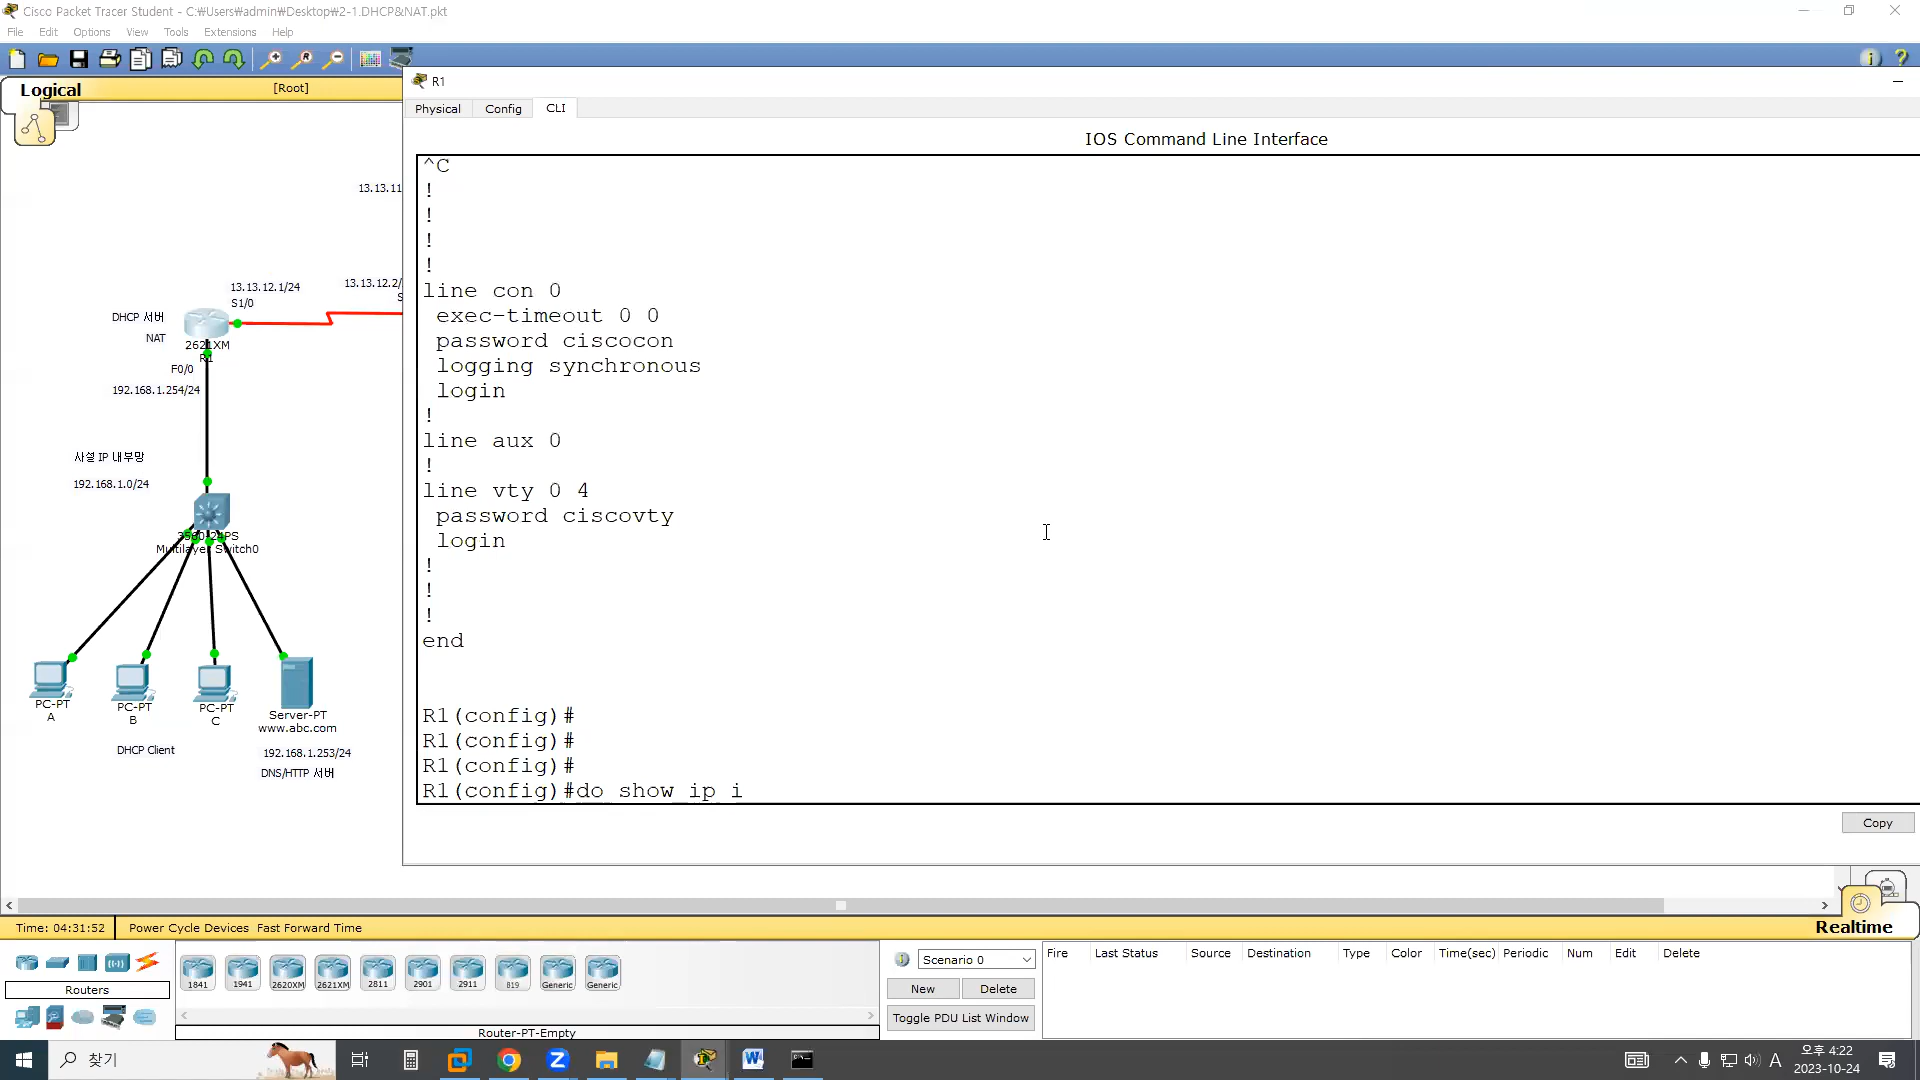 Cisco Packet Tracer Student - C:₩Users₩admin₩Desktop₩2-1.DHCP&NAT.pkt
File Edit Options View Tools Extensions Help
Logical
[Root]
R1
Physical Config CLI
IOS Command Line Interface
^C
!
!
!
!
line con 0
exec-timeout 0 0
password ciscocon
logging synchronous
login
!
line aux 0
!
line vty 0 4
password ciscovty
login
!
!
!
end
R1(config)#
R1(config)#
R1(config)#
R1(config)#do show ip i
Copy
13.13.11
13.13.12.1/24
S1/0
13.13.12.2/
S
DHCP 서버
NAT
2621XM
R1
F0/0
192.168.1.254/24
사설 IP 내부망
192.168.1.0/24
3560-24PS
Multilayer Switch0
PC-PT
A
PC-PT
B
PC-PT
C
Server-PT
www.abc.com
DHCP Client
192.168.1.253/24
DNS/HTTP 서버
Time: 04:31:52 Power Cycle Devices Fast Forward Time
Realtime
Routers
1841 1941 2620XM 2621XM 2811 2901 2911 819 Generic Generic
Router-PT-Empty
Scenario 0
New Delete
Toggle PDU List Window
Fire Last Status Source Destination Type Color Time(sec) Periodic Num Edit Delete
찾기
A
오후 4:22
2023-10-24